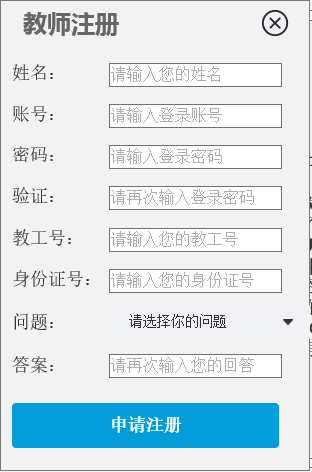 教师注册
姓名： 请输入您的姓名
账号： 请输入登录账号
密码： 请输入登录密码
验证： 请再次输入登录密码
教工号： 请输入您的教工号
身份证号： 请输入您的身份证号
问题： 请选择你的问题
答案： 请再次输入您的回答
申请注册